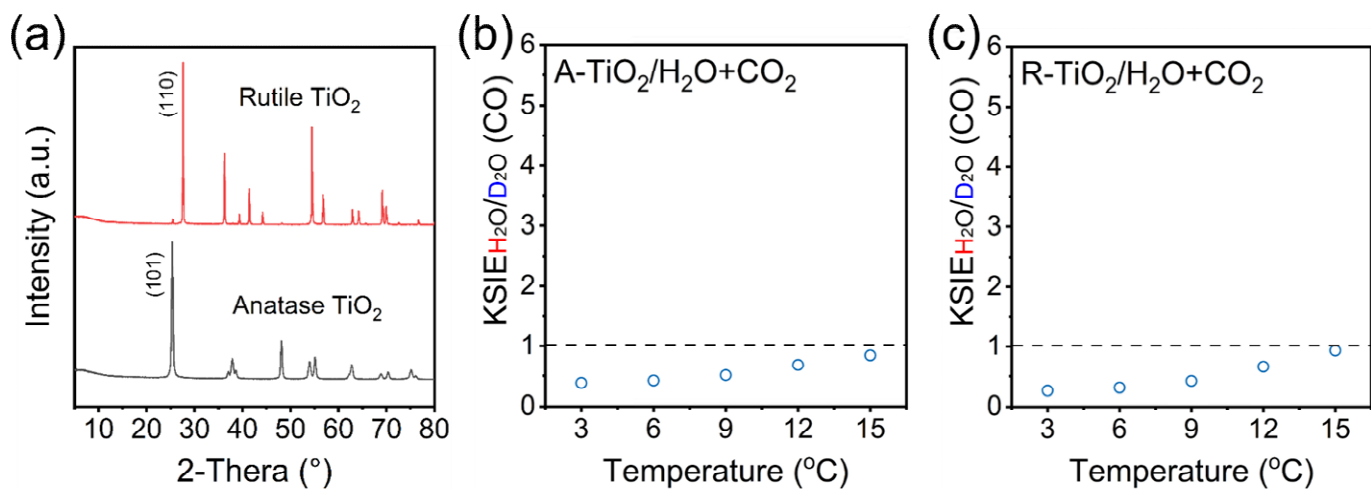 (a)
Intensity (a.u.)
(110)
Rutile TiO₂
(101)
Anatase TiO₂
10 20 30 40 50 60 70 80
2-Thera (°)
(b)
KSIE_H₂O/D₂O (CO)
6
5
4
3
2
1
0
A-TiO₂/H₂O+CO₂
3 6 9 12 15
Temperature (°C)
(c)
KSIE_H₂O/D₂O (CO)
6
5
4
3
2
1
0
R-TiO₂/H₂O+CO₂
3 6 9 12 15
Temperature (°C)